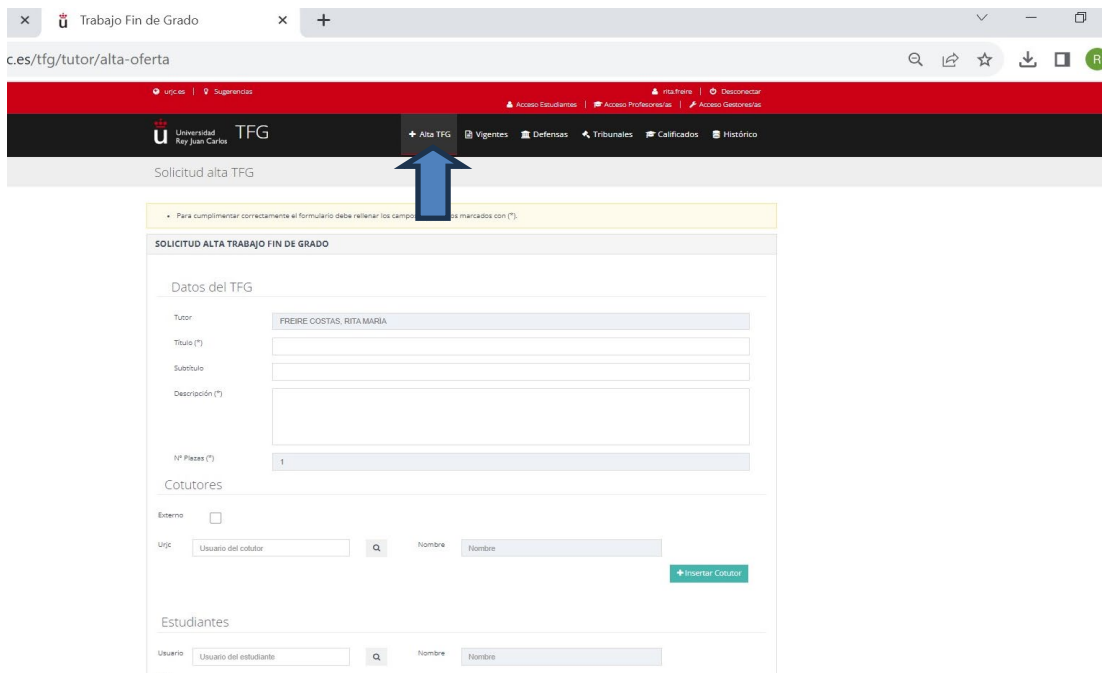 Trabajo Fin de Grado
c.es/tfg/tutor/alta-oferta
R
urjc.es | Sugerencias
rita.freire | Desconectar
Acceso Estudiantes | Acceso Profesores/as | Acceso Gestores/as
Universidad
Rey Juan Carlos
TFG
Alta TFG Vigentes Defensas Tribunales Calificados Histórico
Solicitud alta TFG
• Para cumplimentar correctamente el formulario debe rellenar los campos marcados con (*).
SOLICITUD ALTA TRABAJO FIN DE GRADO
Datos del TFG
Tutor FREIRE COSTAS, RITA MARÍA
Título (*)
Subtítulo
Descripción (*)
Nº Plazas (*) 1
Cotutores
Externo
Urjc Usuario del cotutor Nombre Nombre
+Insertar Cotutor
Estudiantes
Usuario Usuario del estudiante Nombre Nombre